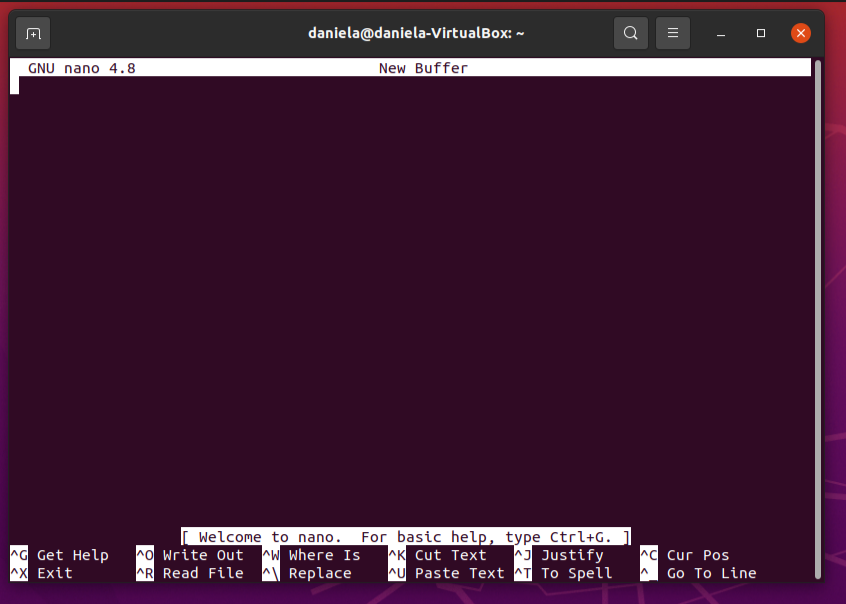 daniela@daniela-VirtualBox: ~
GNU nano 4.8 New Buffer
[ Welcome to nano. For basic help, type Ctrl+G. ]
^G Get Help ^O Write Out ^W Where Is ^K Cut Text ^J Justify ^C Cur Pos
^X Exit ^R Read File ^\ Replace ^U Paste Text ^T To Spell ^_ Go To Line